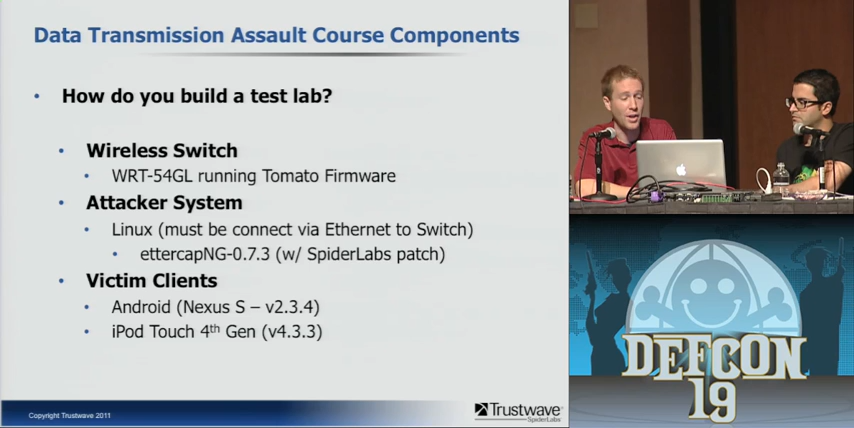 Data Transmission Assault Course Components
• How do you build a test lab?
• Wireless Switch
• WRT-54GL running Tomato Firmware
• Attacker System
• Linux (must be connect via Ethernet to Switch)
• ettercapNG-0.7.3 (w/ SpiderLabs patch)
• Victim Clients
• Android (Nexus S – v2.3.4)
• iPod Touch 4th Gen (v4.3.3)
Copyright Trustwave 2011
Trustwave®
SpiderLabs
DEFCON
19